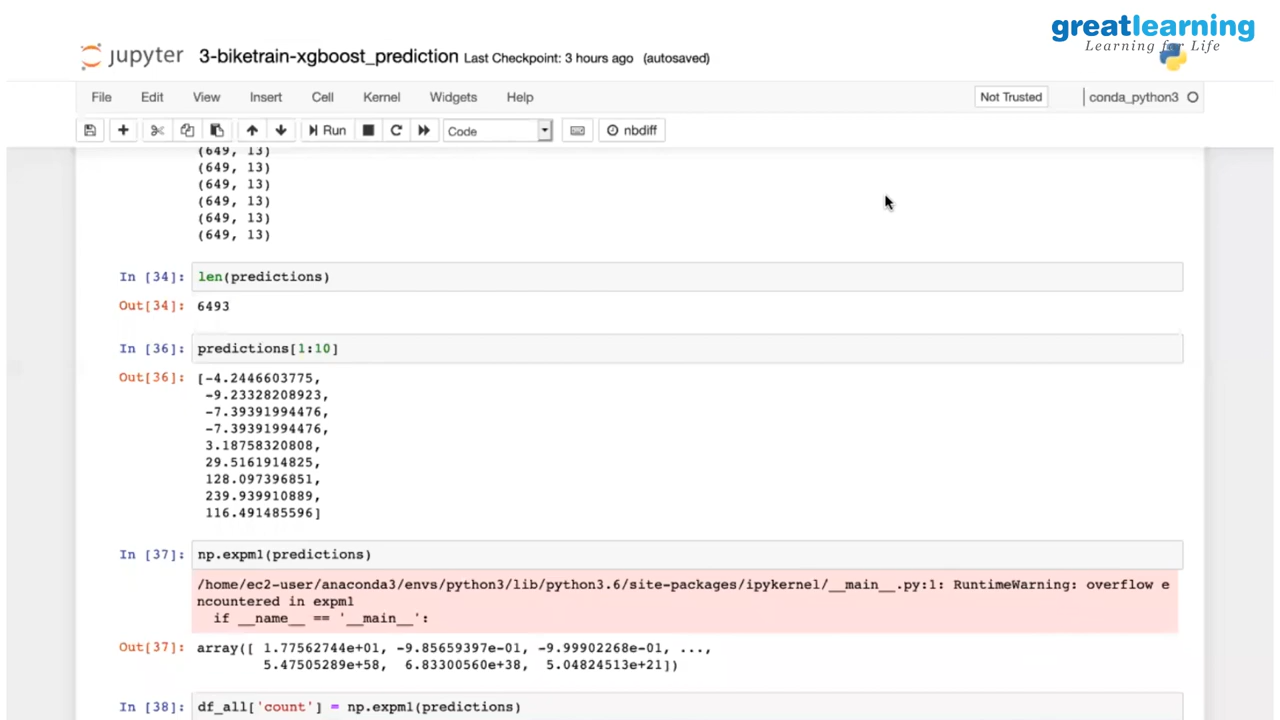 greatlearning
Learning for Life
jupyter 3-biketrain-xgboost_prediction Last Checkpoint: 3 hours ago (autosaved)
File Edit View Insert Cell Kernel Widgets Help Not Trusted conda_python3
Run Code nbdiff
(649, 13)
(649, 13)
(649, 13)
(649, 13)
(649, 13)
(649, 13)
In [34]: len(predictions)
Out[34]: 6493
In [36]: predictions[1:10]
Out[36]: [-4.2446603775,
-9.23328208923,
-7.39391994476,
-7.39391994476,
3.18758320808,
29.5161914825,
128.097396851,
239.939910889,
116.491485596]
In [37]: np.expm1(predictions)
/home/ec2-user/anaconda3/envs/python3/lib/python3.6/site-packages/ipykernel/__main__.py:1: RuntimeWarning: overflow e
ncountered in expm1
if __name__ == '__main__':
Out[37]: array([ 1.77562744e+01, -9.85659397e-01, -9.99902268e-01, ...,
5.47505289e+58, 6.83300560e+38, 5.04824513e+21])
In [38]: df_all['count'] = np.expm1(predictions)